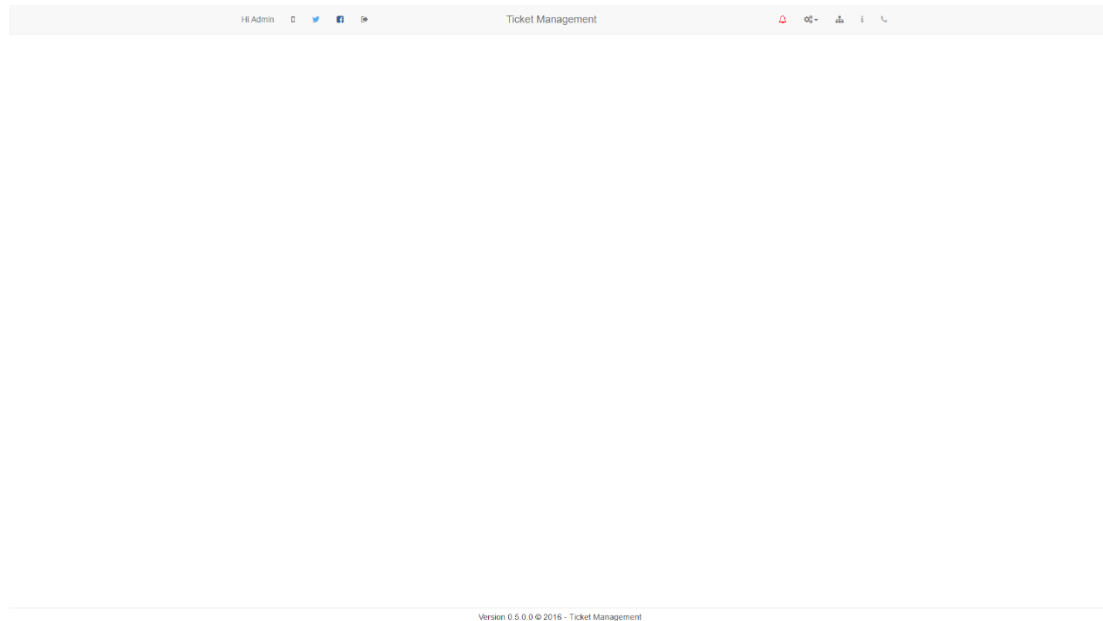 Hi Admin
Ticket Management
Version 0.5.0.0 © 2016 - Ticket Management